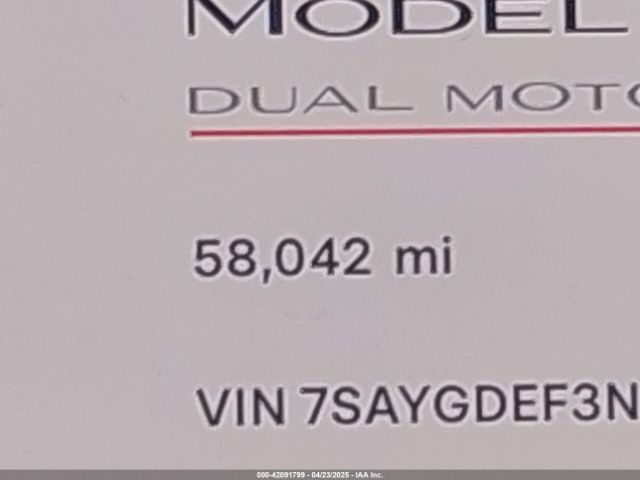 MODEL
DUAL MOTO
58,042 mi
VIN 7SAYGDEF3N
000-42091799 - 04/23/2025 - IAA Inc.